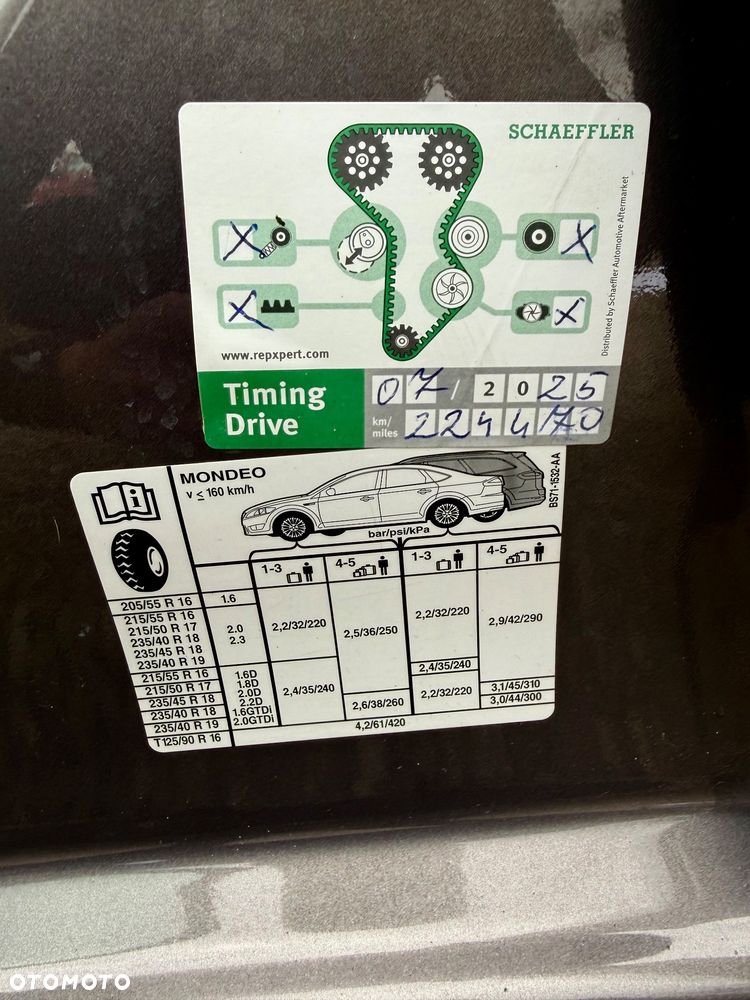 SCHAEFFLER
Distributed by Schaeffler Automotive Aftermarket
X
X
X
X
www.repxpert.com
Timing Drive
07 / 2025
km/miles 224470
MONDEO
v ≤ 160 km/h
BS71-1532-AA
bar/psi/kPa
1-3 4-5 1-3 4-5
205/55 R 16 1.6
215/55 R 16
215/50 R 17 2.0
235/40 R 18 2.3
235/45 R 18
235/40 R 19
2,2/32/220 2,5/36/250 2,2/32/220 2,9/42/290
2,4/35/240
215/55 R 16 1.6D
215/50 R 17 1.8D
235/45 R 18 2.0D
235/40 R 18 2.2D
235/40 R 19 1.6GTDi
2.0GTDi
2,4/35/240 2,6/38/260 2,2/32/220 3,1/45/310
3,0/44/300
T125/90 R 16 4,2/61/420
OTOMOTO